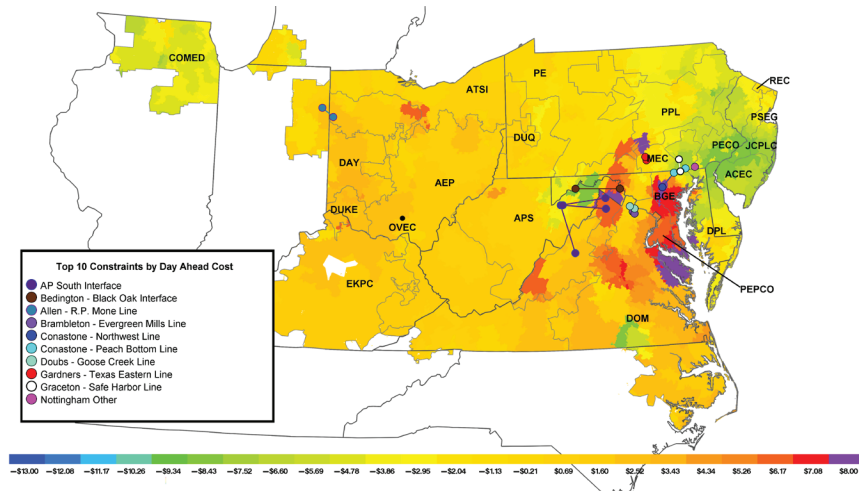 COMED
ATSI
PE
REC
PPL
PSEG
DUQ
PECO
JCPLC
MEC
DAY
AEP
ACEC
BGE
DUKE
OVEC
APS
DPL
PEPCO
EKPC
DOM
Top 10 Constraints by Day Ahead Cost
AP South Interface
Bedington - Black Oak Interface
Allen - R.P. Mone Line
Brambleton - Evergreen Mills Line
Conastone - Northwest Line
Conastone - Peach Bottom Line
Doubs - Goose Creek Line
Gardners - Texas Eastern Line
Graceton - Safe Harbor Line
Nottingham Other
–$13.00 –$12.08 –$11.17 –$10.26 –$9.34 –$8.43 –$7.52 –$6.60 –$5.69 –$4.78 –$3.86 –$2.95 –$2.04 –$1.13 –$0.21 $0.69 $1.60 $2.52 $3.43 $4.34 $5.26 $6.17 $7.08 $8.00